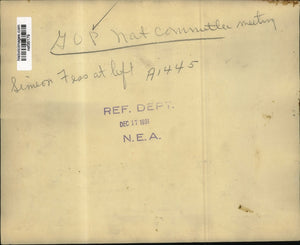 GOP Nat Committee meeting
Simeon Fess at left A1445
REF. DEPT.
DEC 17 1931
N.E.A.